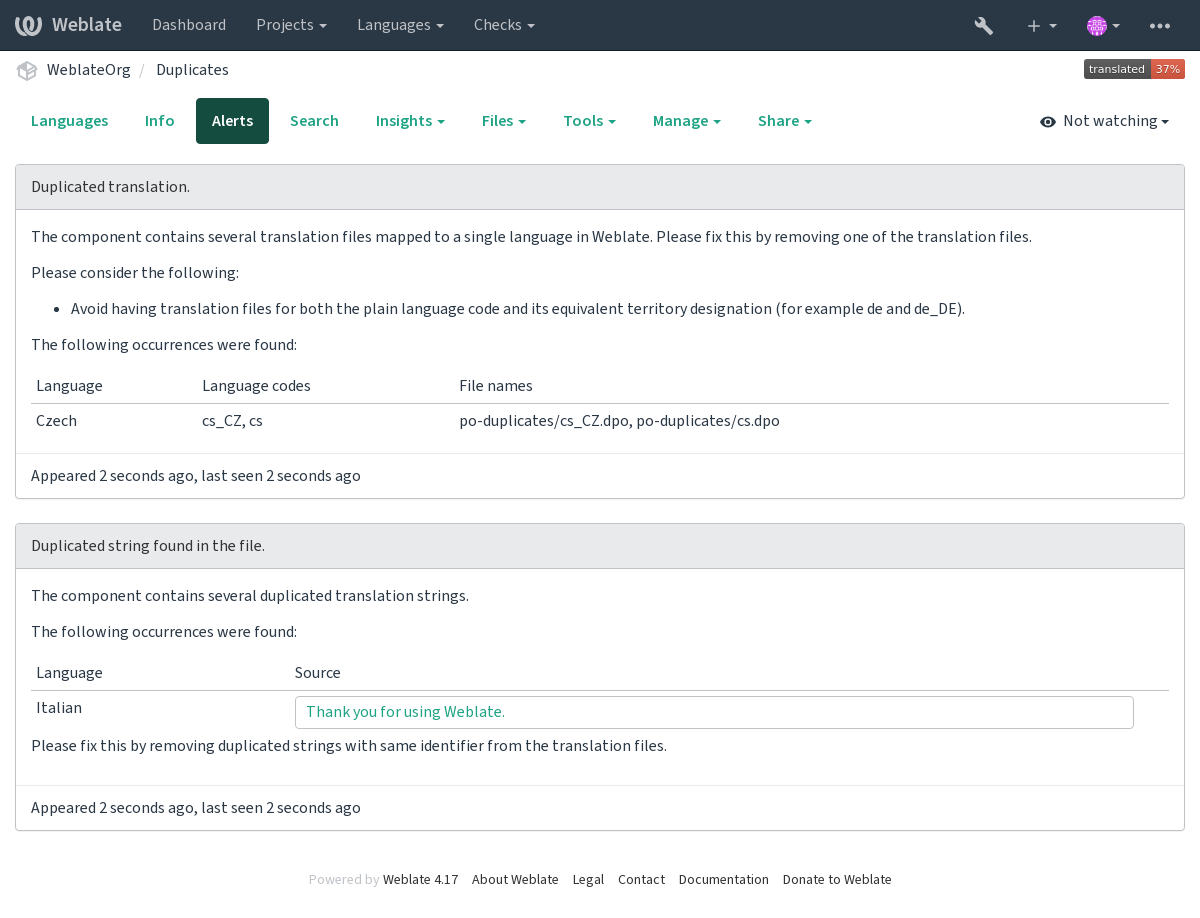 Weblate Dashboard Projects Languages Checks
WeblateOrg / Duplicates translated 37%
Languages Info Alerts Search Insights Files Tools Manage Share Not watching
Duplicated translation.
The component contains several translation files mapped to a single language in Weblate. Please fix this by removing one of the translation files.
Please consider the following:
• Avoid having translation files for both the plain language code and its equivalent territory designation (for example de and de_DE).
The following occurrences were found:
Language Language codes File names
Czech cs_CZ, cs po-duplicates/cs_CZ.dpo, po-duplicates/cs.dpo
Appeared 2 seconds ago, last seen 2 seconds ago
Duplicated string found in the file.
The component contains several duplicated translation strings.
The following occurrences were found:
Language Source
Italian Thank you for using Weblate.
Please fix this by removing duplicated strings with same identifier from the translation files.
Appeared 2 seconds ago, last seen 2 seconds ago
Powered by Weblate 4.17 About Weblate Legal Contact Documentation Donate to Weblate